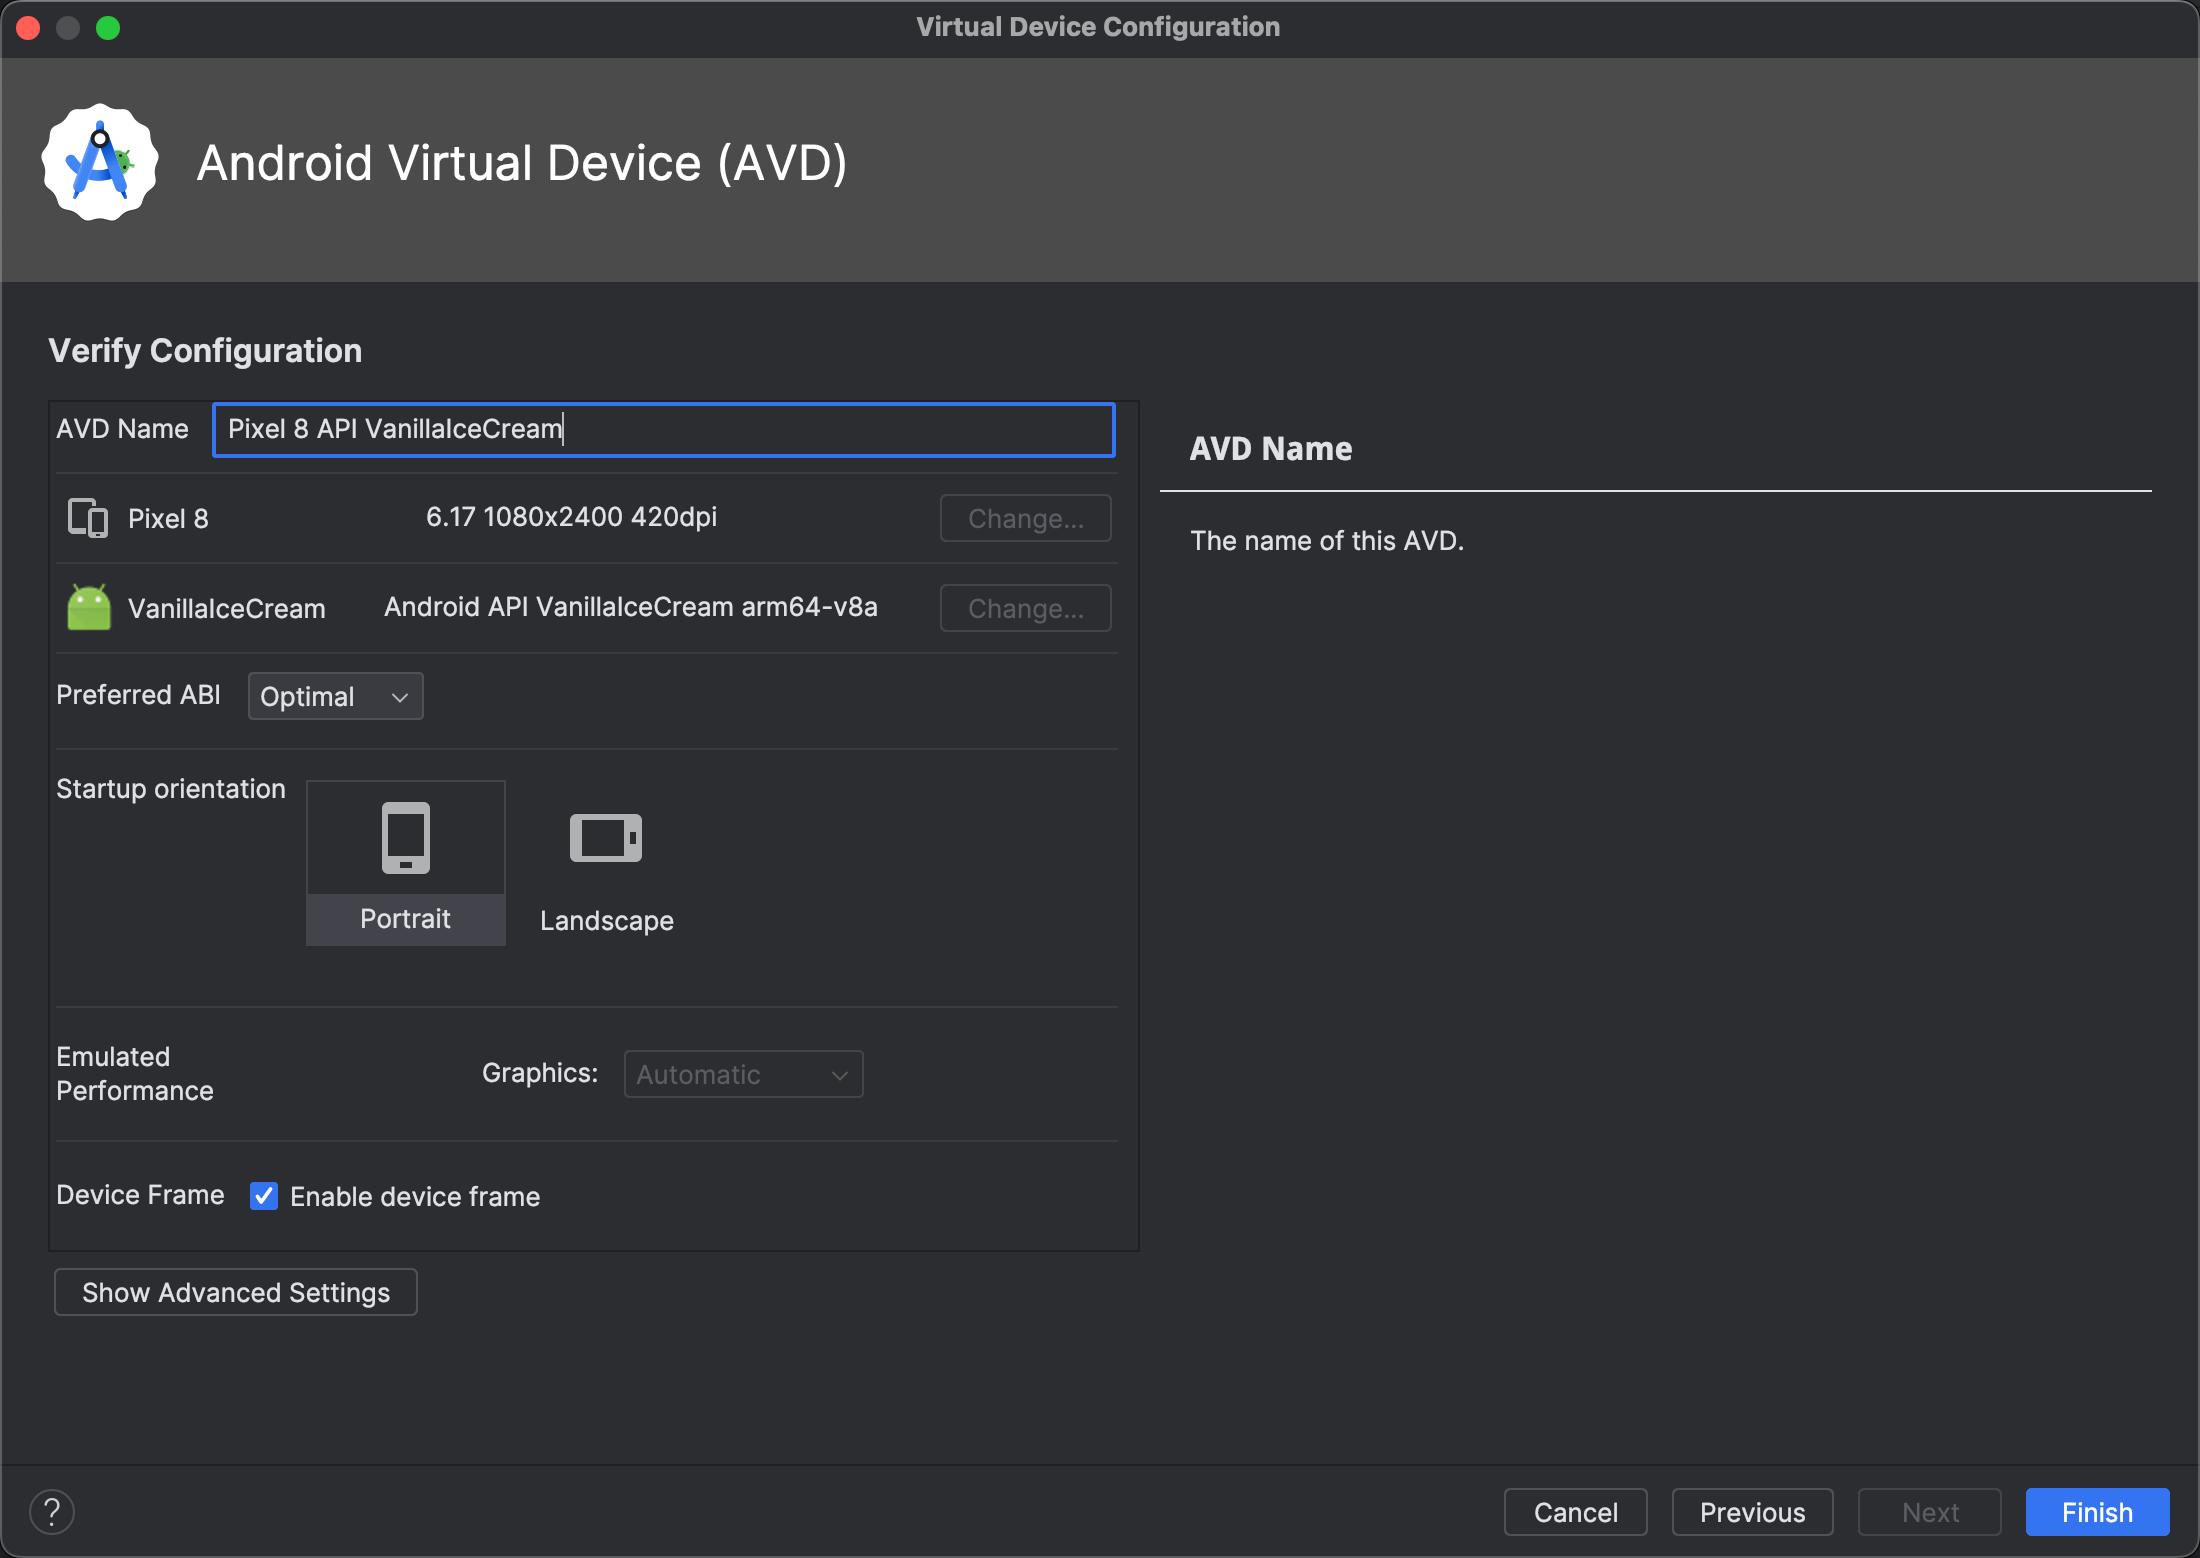 Virtual Device Configuration
Android Virtual Device (AVD)
Verify Configuration
AVD Name Pixel 8 API VanillaIceCream
Pixel 8 6.17 1080x2400 420dpi Change...
VanillaIceCream Android API VanillaIceCream arm64-v8a Change...
Preferred ABI Optimal
Startup orientation
Portrait
Landscape
Emulated
Performance
Graphics: Automatic
Device Frame Enable device frame
Show Advanced Settings
AVD Name
The name of this AVD.
? Cancel Previous Next Finish